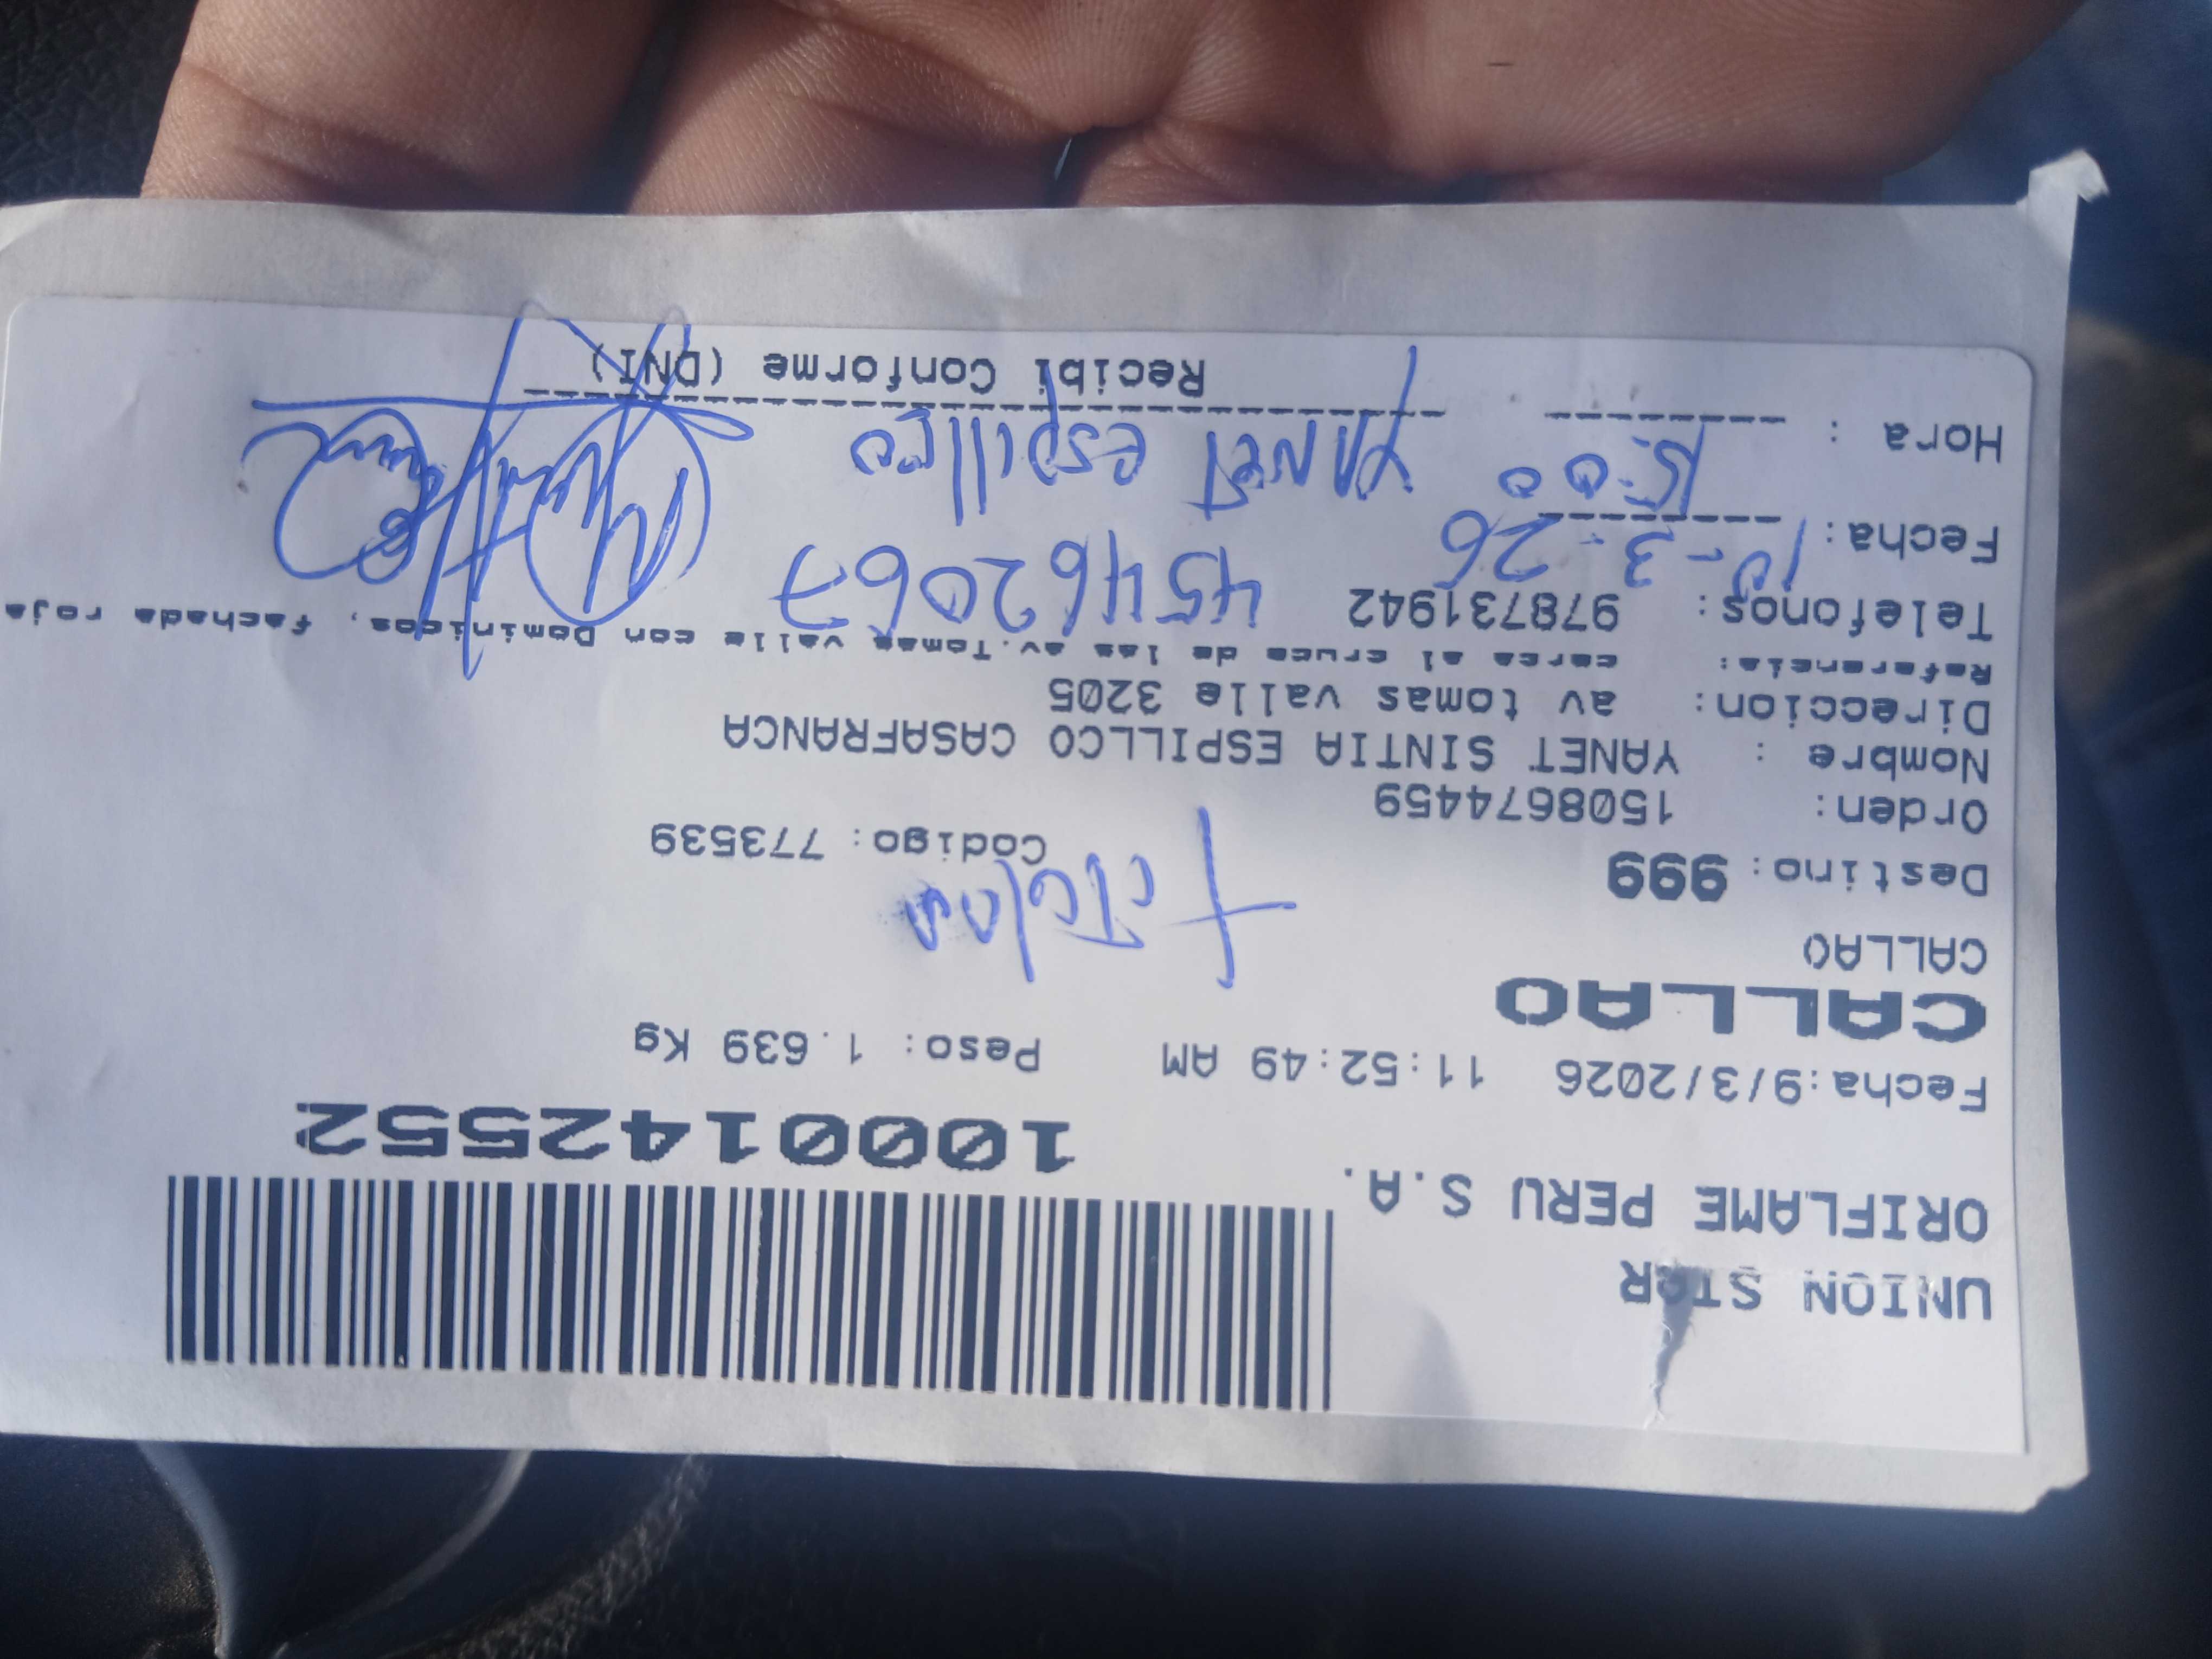 UNION STAR
ORIFLAME PERU S.A.
1000142552
Fecha:9/3/2026 11:52:49 AM Peso: 1.639 Kg
CALLAO
CALLAO
Destino: 999
Titular
Codigo: 773539
Orden: 1508674459
Nombre : YANET SINTIA ESPILLCO CASAFRANCA
Direccion: av tomas valle 3205
Referencia: cerca al cruce de las av.Tomas valle con Dominicos, fachada roja
Telefonos: 978731942
45462067
Fecha: 10-3-26
Hora : 15:00
YANET espillco
Recibi Conforme (DNI)